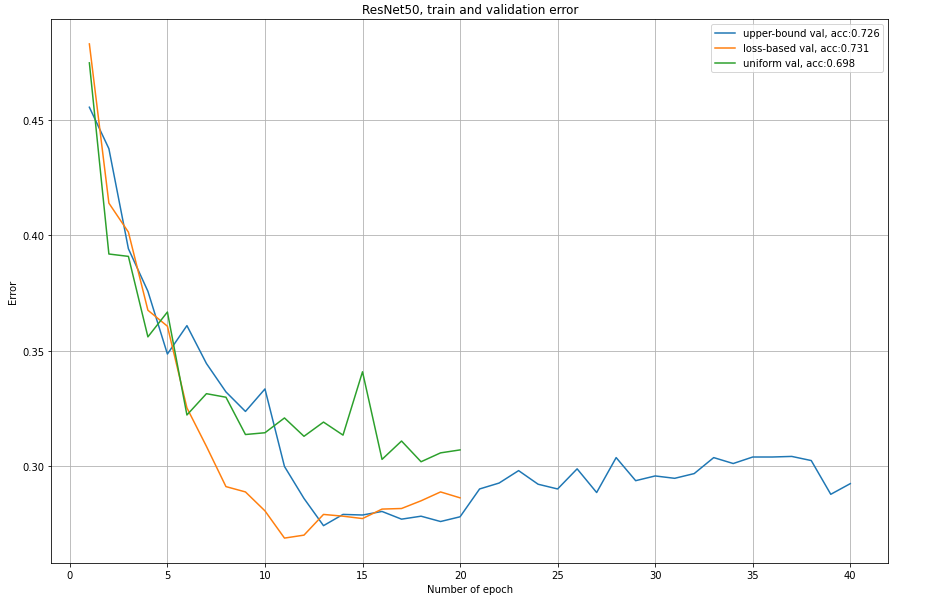 ResNet50, train and validation error
upper-bound val, acc:0.726
loss-based val, acc:0.731
uniform val, acc:0.698
0.45
0.40
0.35
0.30
Error
0 5 10 15 20 25 30 35 40
Number of epoch